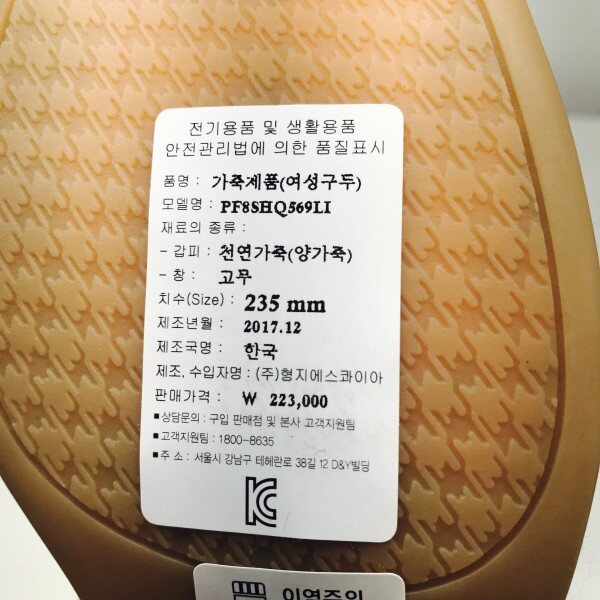 전기용품 및 생활용품
안전관리법에 의한 품질표시
품명 : 가죽제품(여성구두)
모델명 : PF8SHQ569LI
재료의 종류 :
- 갑피 : 천연가죽(양가죽)
- 창 : 고무
치수(Size) : 235 mm
제조년월 : 2017.12
제조국명 : 한국
제조, 수입자명 : (주)형지에스콰이아
판매가격 : ₩ 223,000
■상담문의 : 구입 판매점 및 본사 고객지원팀
■고객지원팀 : 1800-8635
■주 소 : 서울시 강남구 테헤란로 38길 12 D&Y빌딩
KC
이염주의